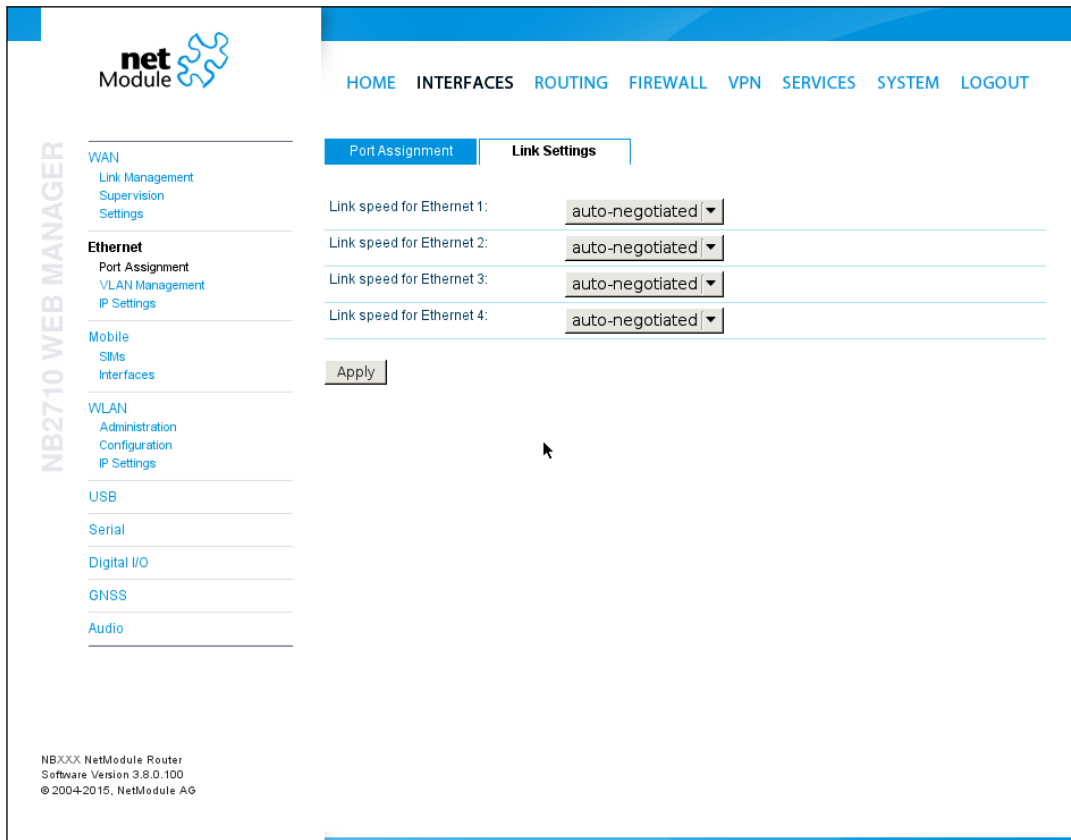 net
Module
HOME INTERFACES ROUTING FIREWALL VPN SERVICES SYSTEM LOGOUT
NB2710 WEB MANAGER
WAN
Link Management
Supervision
Settings
Ethernet
Port Assignment
VLAN Management
IP Settings
Mobile
SIMs
Interfaces
WLAN
Administration
Configuration
IP Settings
USB
Serial
Digital I/O
GNSS
Audio
Port Assignment Link Settings
Link speed for Ethernet 1: auto-negotiated
Link speed for Ethernet 2: auto-negotiated
Link speed for Ethernet 3: auto-negotiated
Link speed for Ethernet 4: auto-negotiated
Apply
NBXXX NetModule Router
Software Version 3.8.0.100
© 2004-2015, NetModule AG